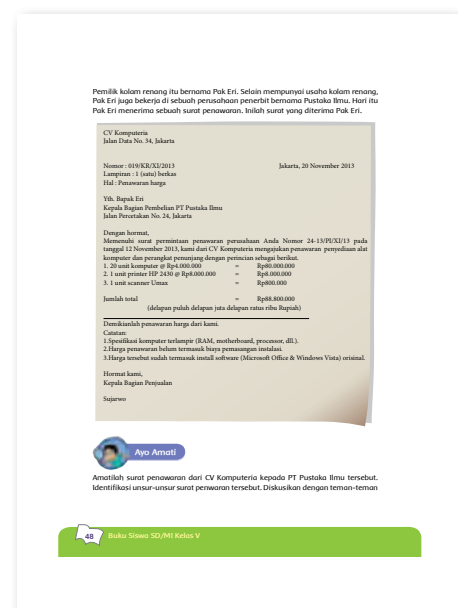 Pemilik kolam renang itu bernama Pak Eri. Selain mempunyai usaha kolam renang,
Pak Eri juga bekerja di sebuah perusahaan penerbit bernama Pustaka Ilmu. Hari itu
Pak Eri menerima sebuah surat penawaran. Inilah surat yang diterima Pak Eri.
CV Komputeria
Jalan Data No. 34, Jakarta
Nomor : 019/KR/XI/2013 Jakarta, 20 November 2013
Lampiran : 1 (satu) berkas
Hal : Penawaran harga
Yth. Bapak Eri
Kepala Bagian Pembelian PT Pustaka Ilmu
Jalan Percetakan No. 24, Jakarta
Dengan hormat,
Memenuhi surat permintaan penawaran perusahaan Anda Nomor 24-13/PI/XI/13 pada
tanggal 12 November 2013, kami dari CV Komputeria mengajukan penawaran penyediaan alat
komputer dan perangkat penunjang dengan perincian sebagai berikut.
1. 20 unit komputer @ Rp4.000.000 = Rp80.000.000
2. 1 unit printer HP 2430 @ Rp8.000.000 = Rp8.000.000
3. 1 unit scanner Umax = Rp800.000
Jumlah total = Rp88.800.000
(delapan puluh delapan juta delapan ratus ribu Rupiah)
Demikianlah penawaran harga dari kami.
Catatan:
1.Spesifikasi komputer terlampir (RAM, motherboard, processor, dll.).
2.Harga penawaran belum termasuk biaya pemasangan instalasi.
3.Harga tersebut sudah termasuk install software (Microsoft Office & Windows Vista) orisinal.
Hormat kami,
Kepala Bagian Penjualan
Sujarwo
Ayo Amati
Amatilah surat penawaran dari CV Komputeria kepada PT Pustaka Ilmu tersebut.
Identifikasi unsur-unsur surat penwaran tersebut. Diskusikan dengan teman-teman
48 Buku Siswa SD/MI Kelas V